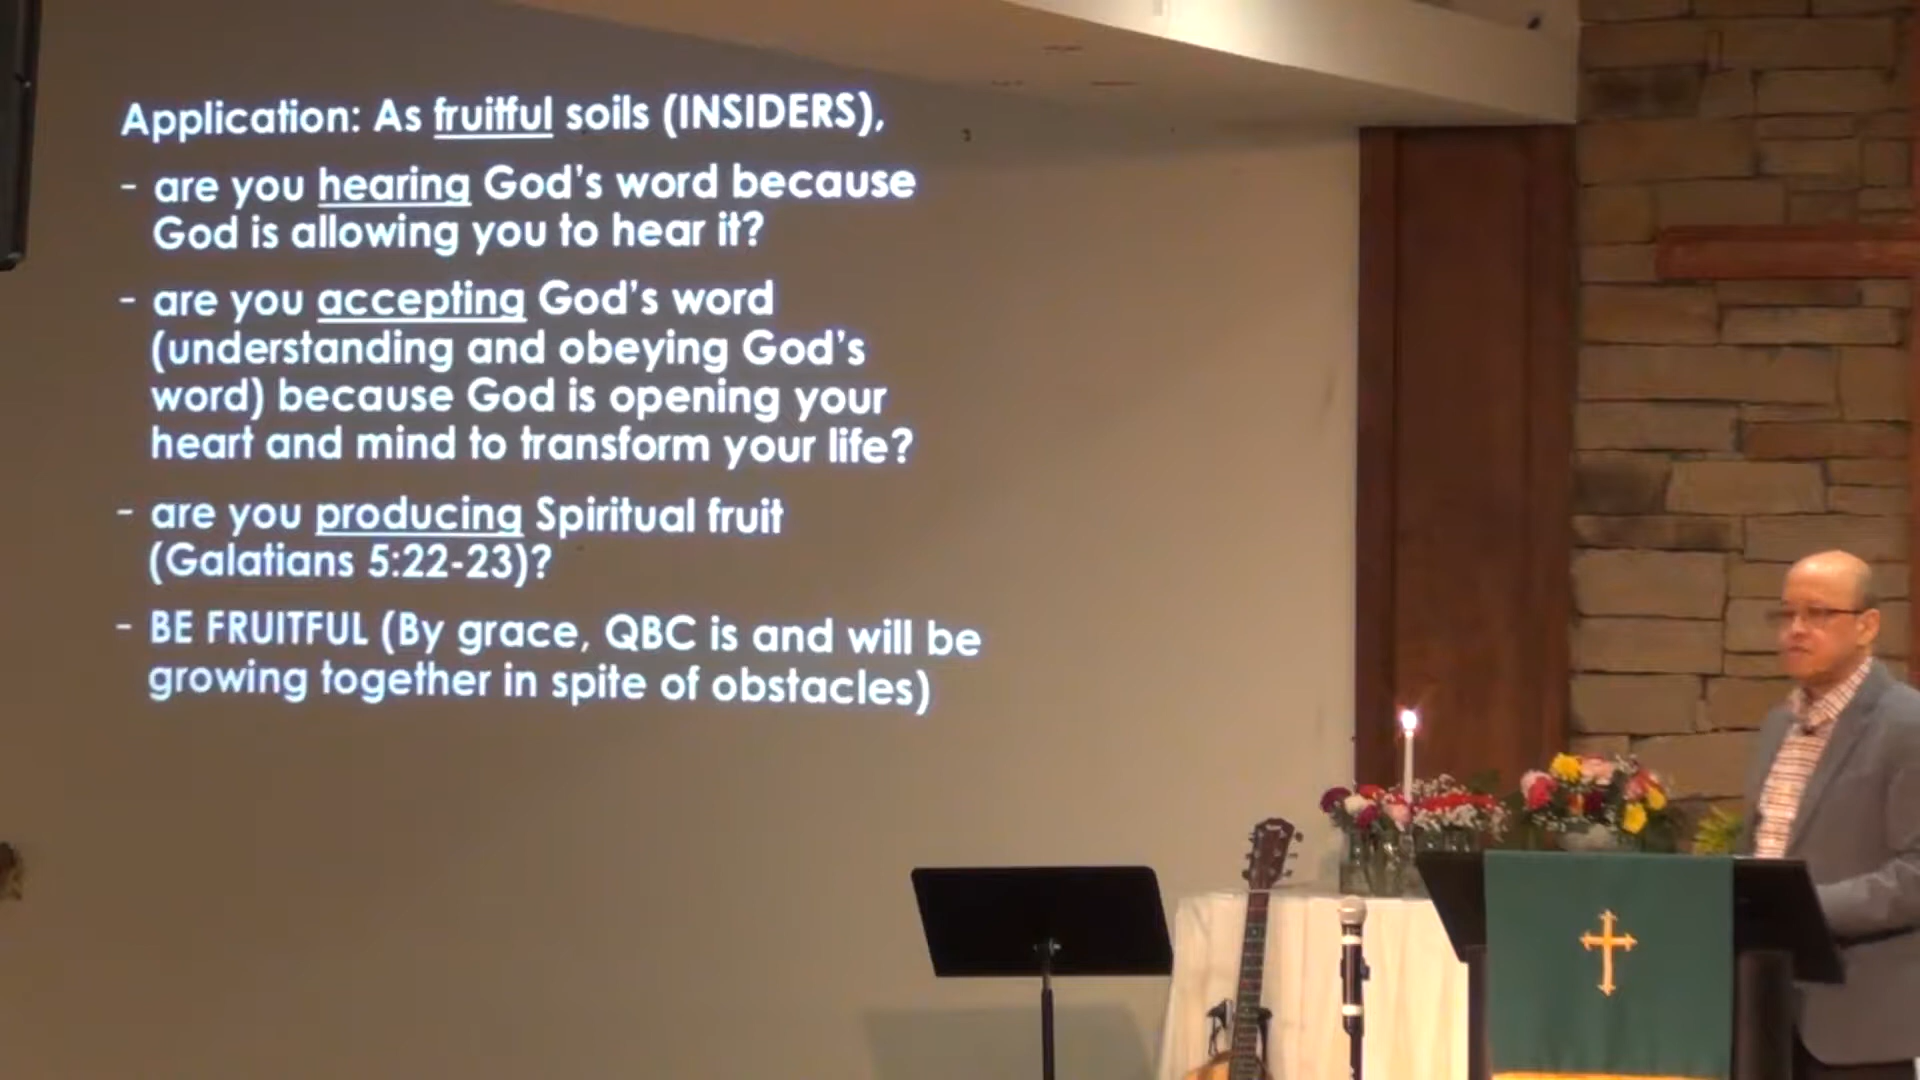 Application: As fruitful soils (INSIDERS),
- are you hearing God's word because
God is allowing you to hear it?
- are you accepting God's word
(understanding and obeying God's
word) because God is opening your
heart and mind to transform your life?
- are you producing Spiritual fruit
(Galatians 5:22-23)?
- BE FRUITFUL (By grace, QBC is and will be
growing together in spite of obstacles)